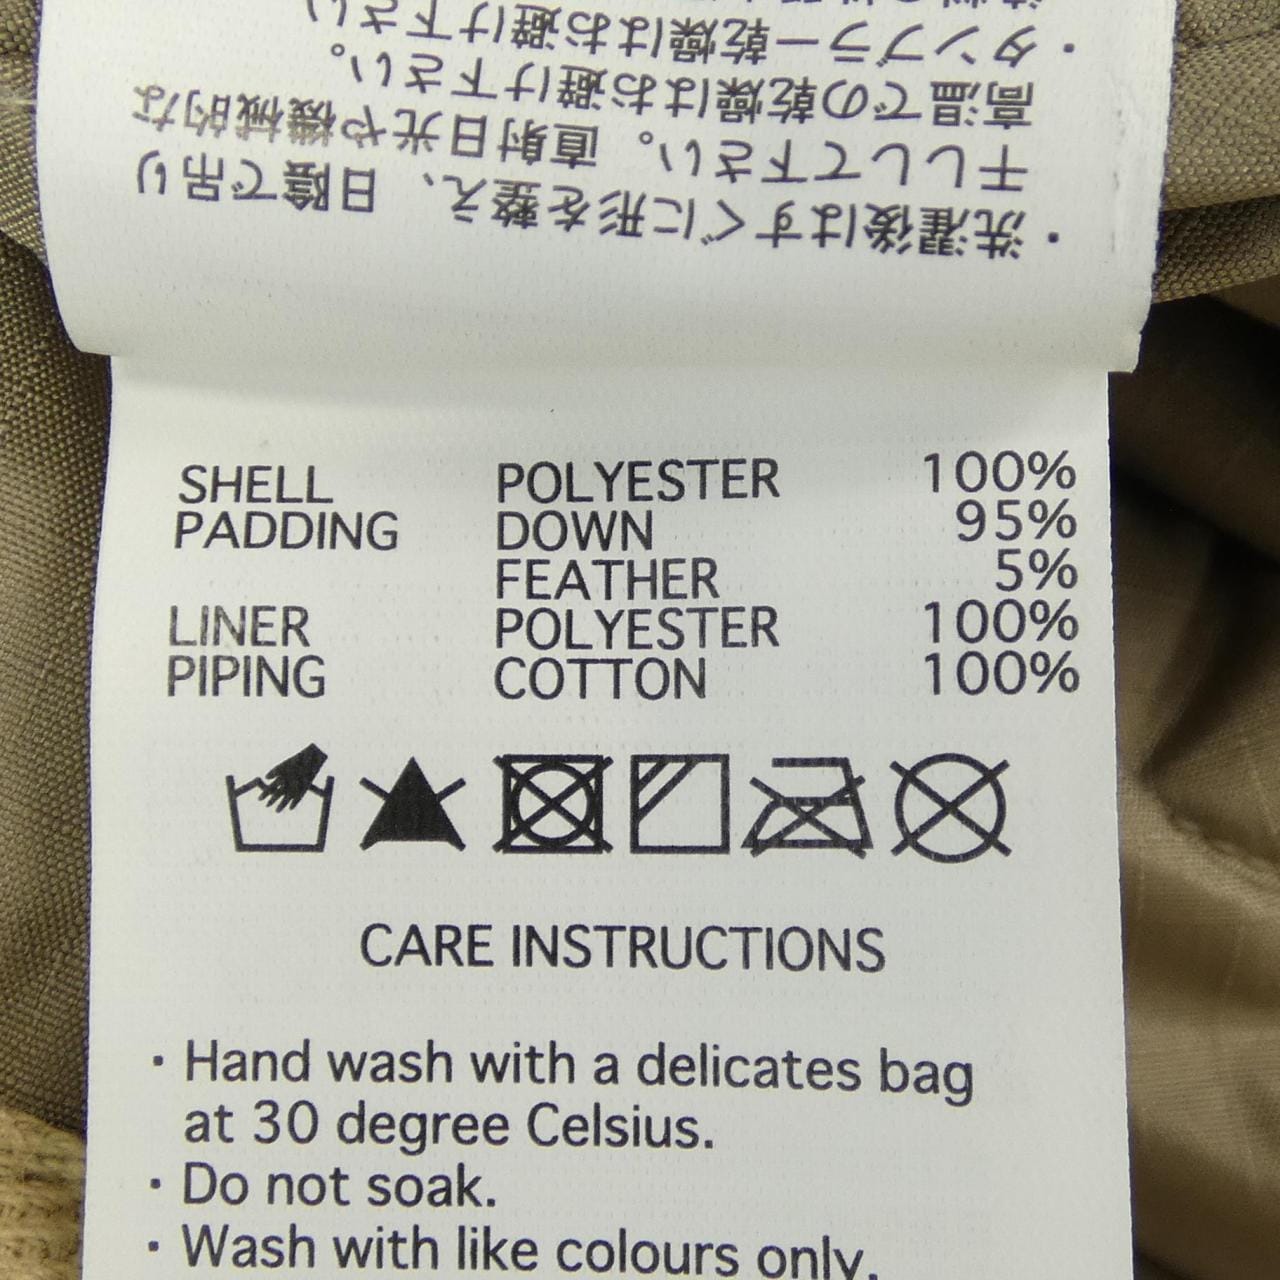 ・洗濯後はすぐに形を整え、日陰で吊り
干しして下さい。直射日光や機械的な
高温での乾燥はお避け下さい。
・タンブラー乾燥はお避け下さい
SHELL POLYESTER 100%
PADDING DOWN 95%
FEATHER 5%
LINER POLYESTER 100%
PIPING COTTON 100%
CARE INSTRUCTIONS
・Hand wash with a delicates bag
at 30 degree Celsius.
・Do not soak.
・Wash with like colours only.